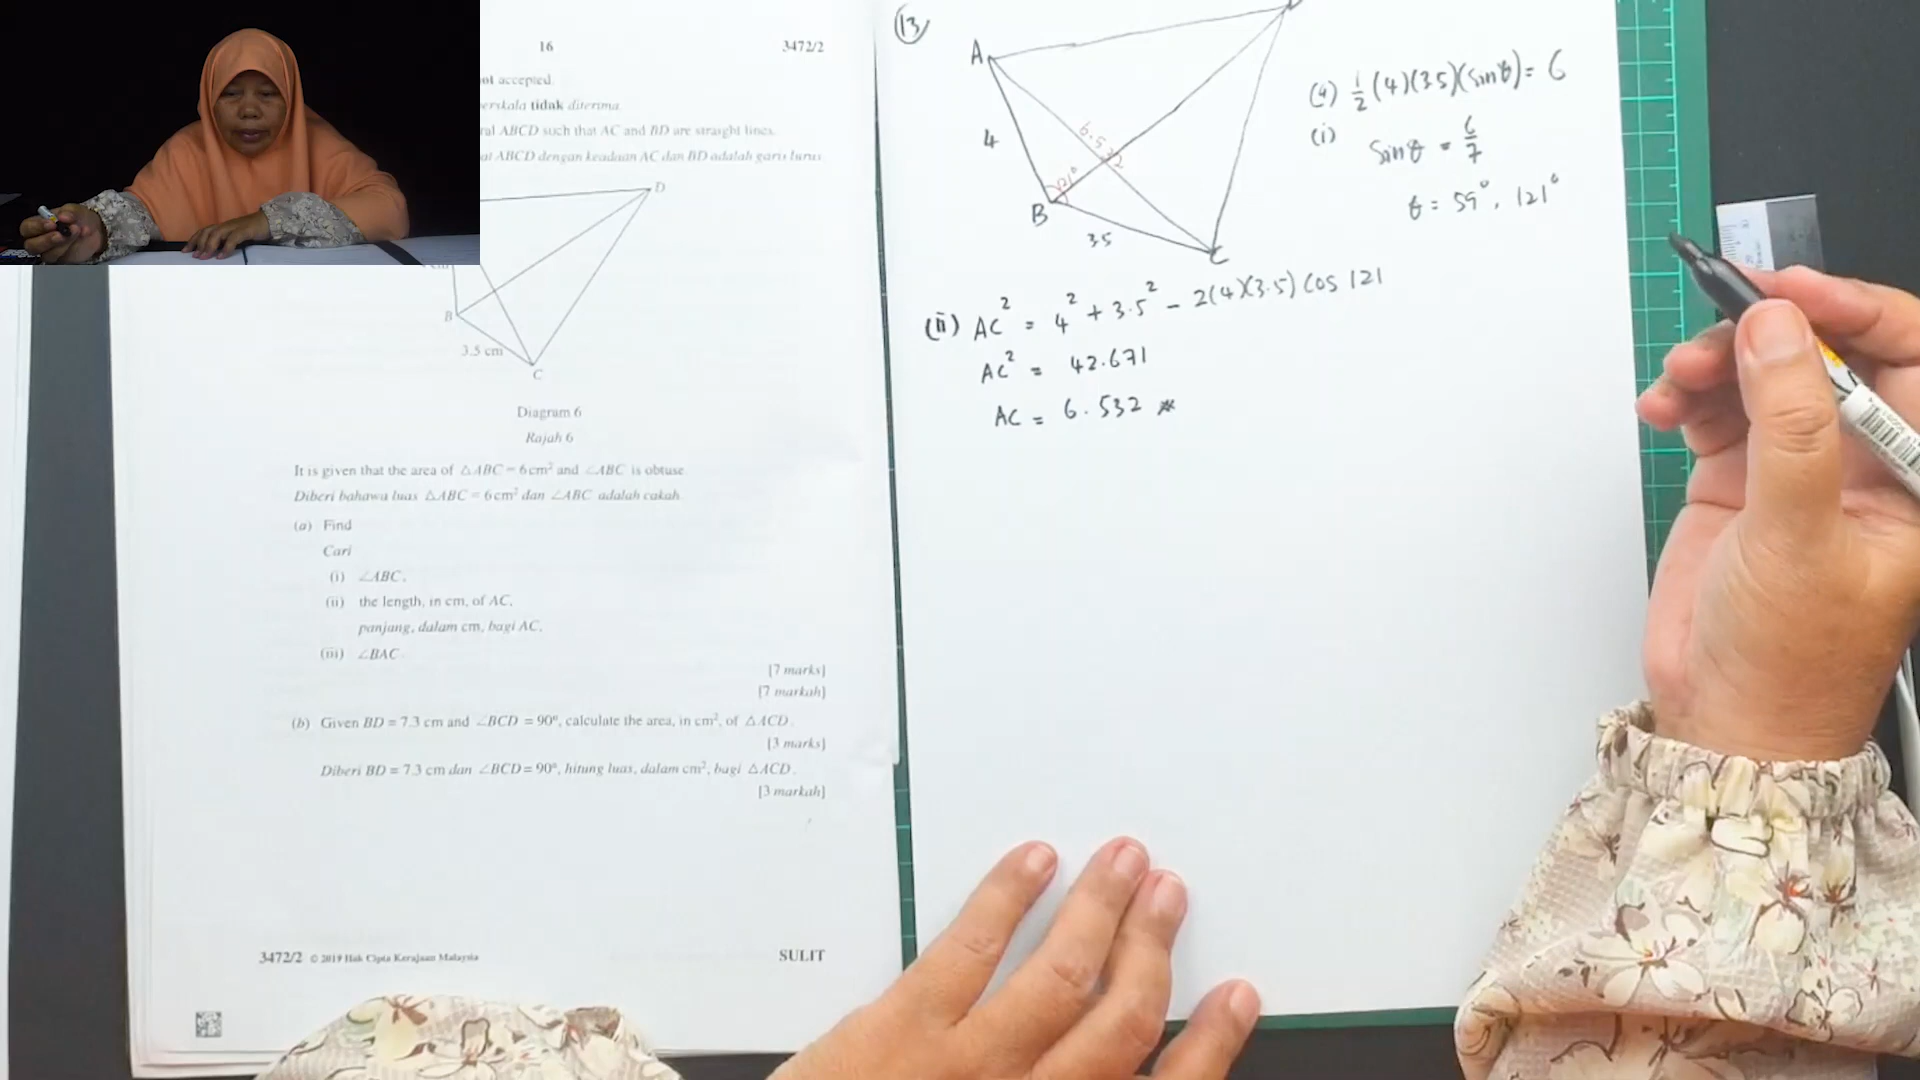 16 3472/2
not accepted.
berskala tidak diterima.
ABCD such that AC and BD are straight lines.
ABCD dengan keadaan AC dan BD adalah garis lurus.
D
cm
B
3.5 cm
C
Diagram 6
Rajah 6
It is given that the area of △ABC = 6 cm² and ∠ABC is obtuse.
Diberi bahawa luas △ABC = 6 cm² dan ∠ABC adalah cakah.
(a) Find
Cari
(i) ∠ABC,
(ii) the length, in cm, of AC,
panjang, dalam cm, bagi AC,
(iii) ∠BAC.
[7 marks]
[7 markah]
(b) Given BD = 7.3 cm and ∠BCD = 90°, calculate the area, in cm², of △ACD.
[3 marks]
Diberi BD = 7.3 cm dan ∠BCD = 90°, hitung luas, dalam cm², bagi △ACD.
[3 markah]
3472/2 © 2019 Hak Cipta Kerajaan Malaysia SULIT
13
A
4
6.532
121°
B
3.5
C
(a) ½ (4)(3.5)(sin θ) = 6
(i) sin θ = 6/7
θ = 59°, 121°
(ii) AC² = 4² + 3.5² - 2(4)(3.5) cos 121
AC² = 42.671
AC = 6.532 *